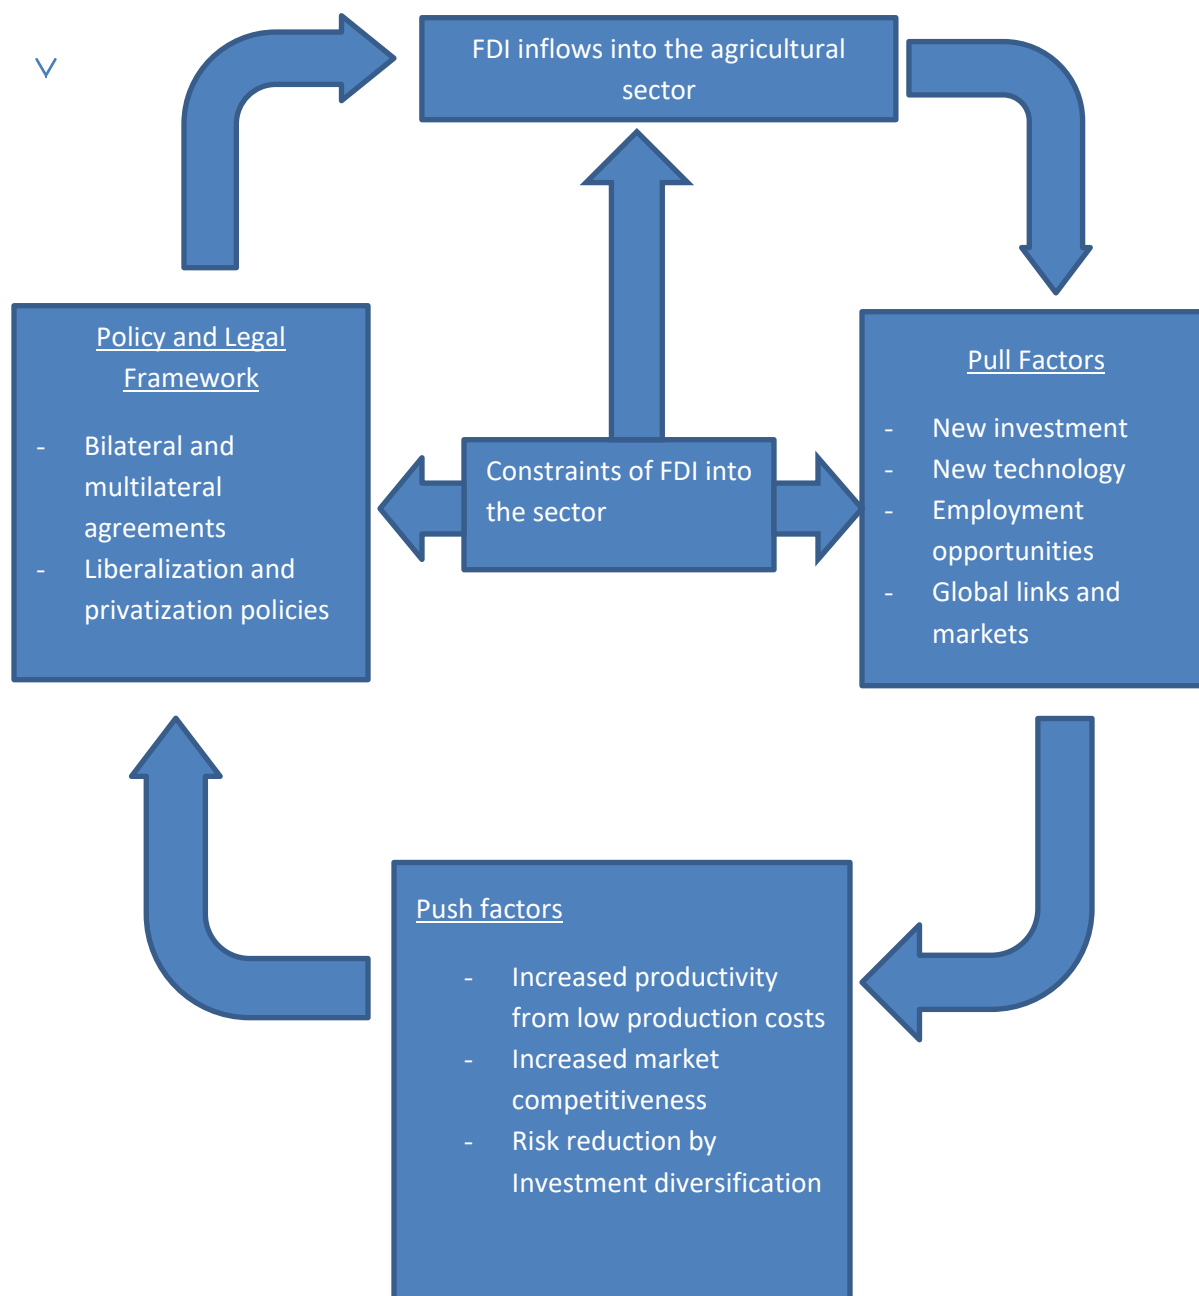 FDI inflows into the agricultural
sector
Policy and Legal
Framework
- Bilateral and
multilateral
agreements
- Liberalization and
privatization policies
Constraints of FDI into
the sector
Pull Factors
- New investment
- New technology
- Employment
opportunities
- Global links and
markets
Push factors
- Increased productivity
from low production costs
- Increased market
competitiveness
- Risk reduction by
Investment diversification